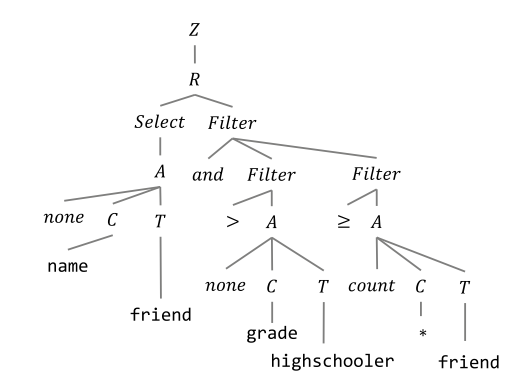 Z
R
Select Filter
A and Filter Filter
none C T > A ≥ A
name
none C T count C T
friend
grade *
highschooler friend